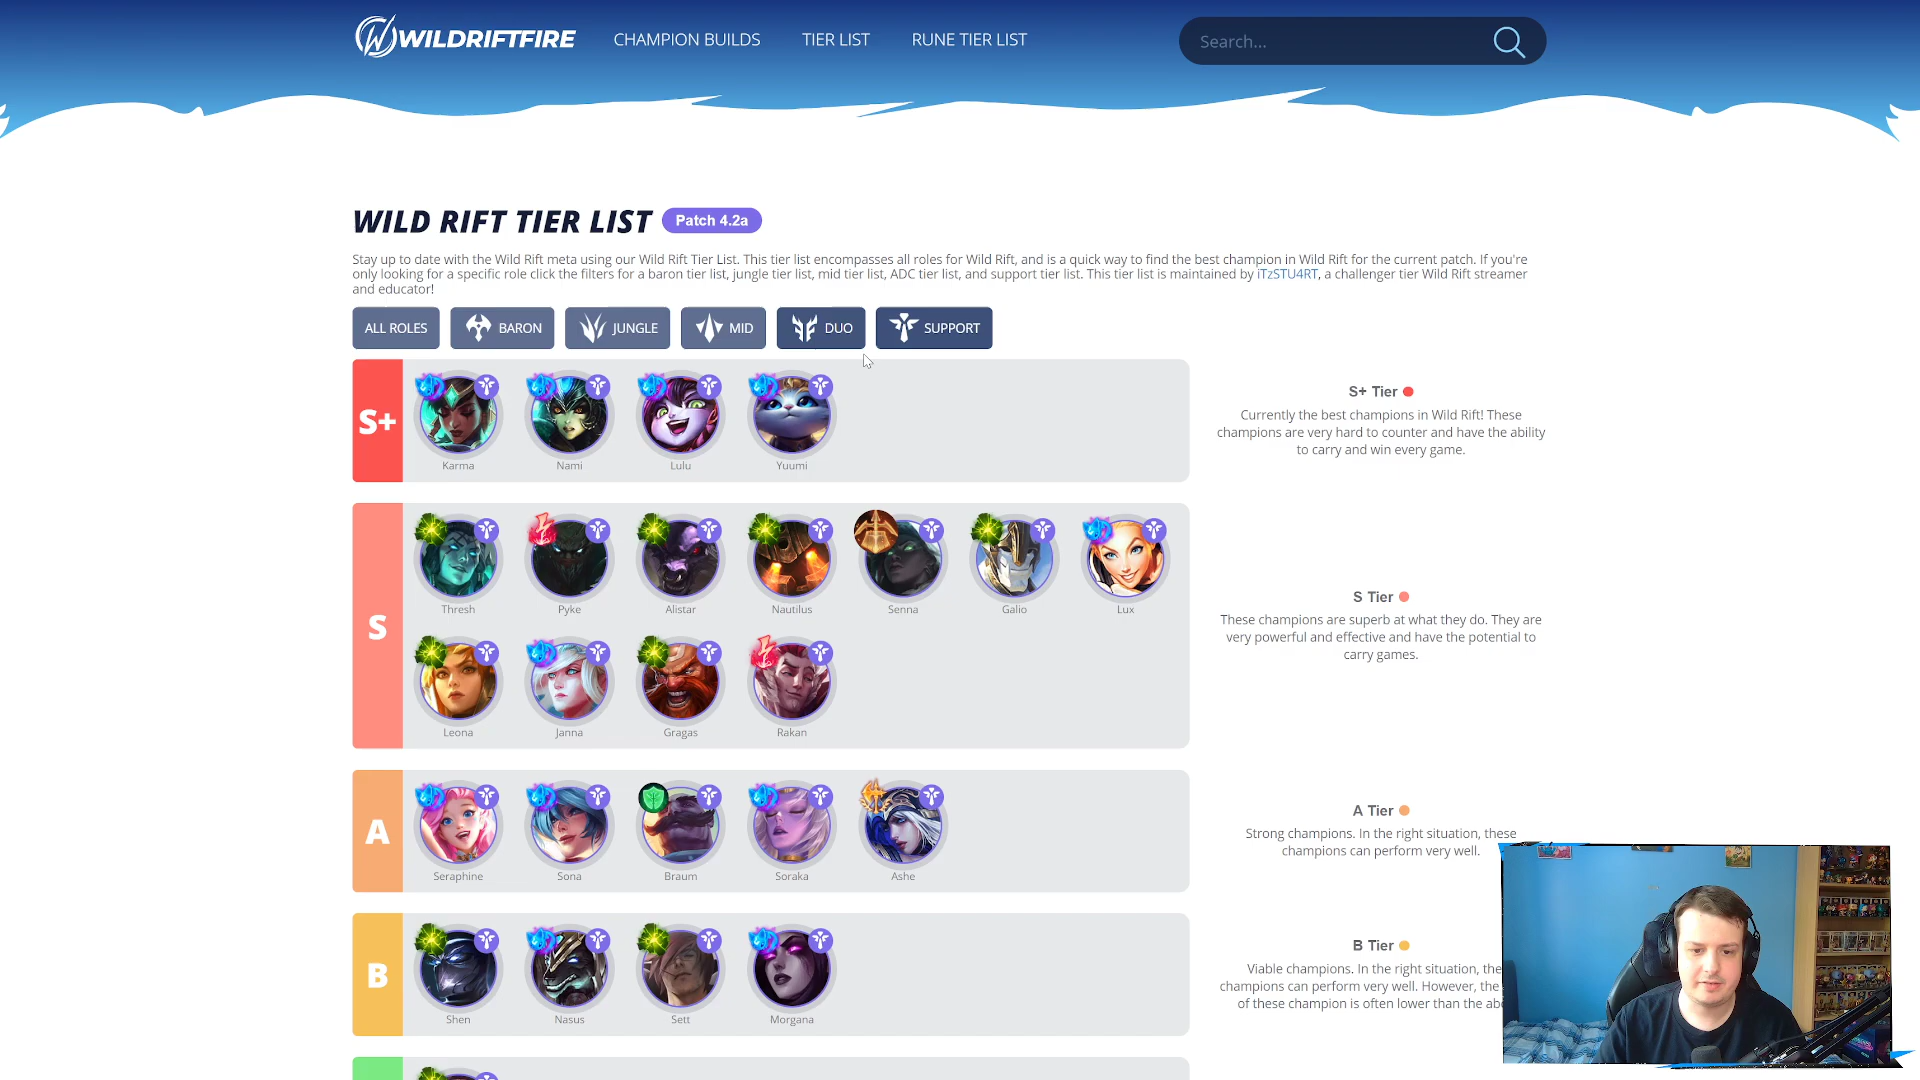 WILDRIFTFIRE
CHAMPION BUILDS
TIER LIST
RUNE TIER LIST
Search...
WILD RIFT TIER LIST
Patch 4.2a
Stay up to date with the Wild Rift meta using our Wild Rift Tier List. This tier list encompasses all roles for Wild Rift, and is a quick way to find the best champion in Wild Rift for the current patch. If you're
only looking for a specific role click the filters for a baron tier list, jungle tier list, mid tier list, ADC tier list, and support tier list. This tier list is maintained by iTzSTU4RT, a challenger tier Wild Rift streamer
and educator!
ALL ROLES
BARON
JUNGLE
MID
DUO
SUPPORT
S+
Karma
Nami
Lulu
Yuumi
S+ Tier
Currently the best champions in Wild Rift! These
champions are very hard to counter and have the ability
to carry and win every game.
S
Thresh
Pyke
Alistar
Nautilus
Senna
Galio
Lux
Leona
Janna
Gragas
Rakan
S Tier
These champions are superb at what they do. They are
very powerful and effective and have the potential to
carry games.
A
Seraphine
Sona
Braum
Soraka
Ashe
A Tier
Strong champions. In the right situation, these
champions can perform very well.
B
Shen
Nasus
Sett
Morgana
B Tier
Viable champions. In the right situation, the
champions can perform very well. However, the
of these champion is often lower than the